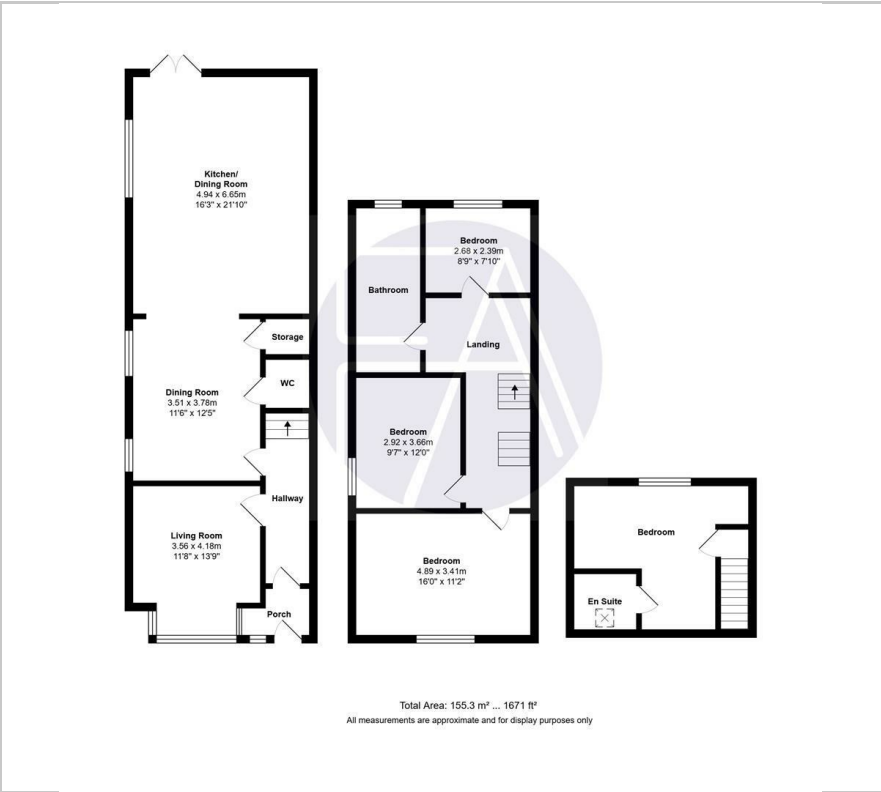 Kitchen/
Dining Room
4.94 x 6.65m
16'3" x 21'10"
Storage
WC
Dining Room
3.51 x 3.78m
11'6" x 12'5"
Hallway
Living Room
3.56 x 4.18m
11'8" x 13'9"
Porch
Bedroom
2.68 x 2.39m
8'9" x 7'10"
Bathroom
Landing
Bedroom
2.92 x 3.66m
9'7" x 12'0"
Bedroom
4.89 x 3.41m
16'0" x 11'2"
Bedroom
En Suite
Total Area: 155.3 m² ... 1671 ft²
All measurements are approximate and for display purposes only